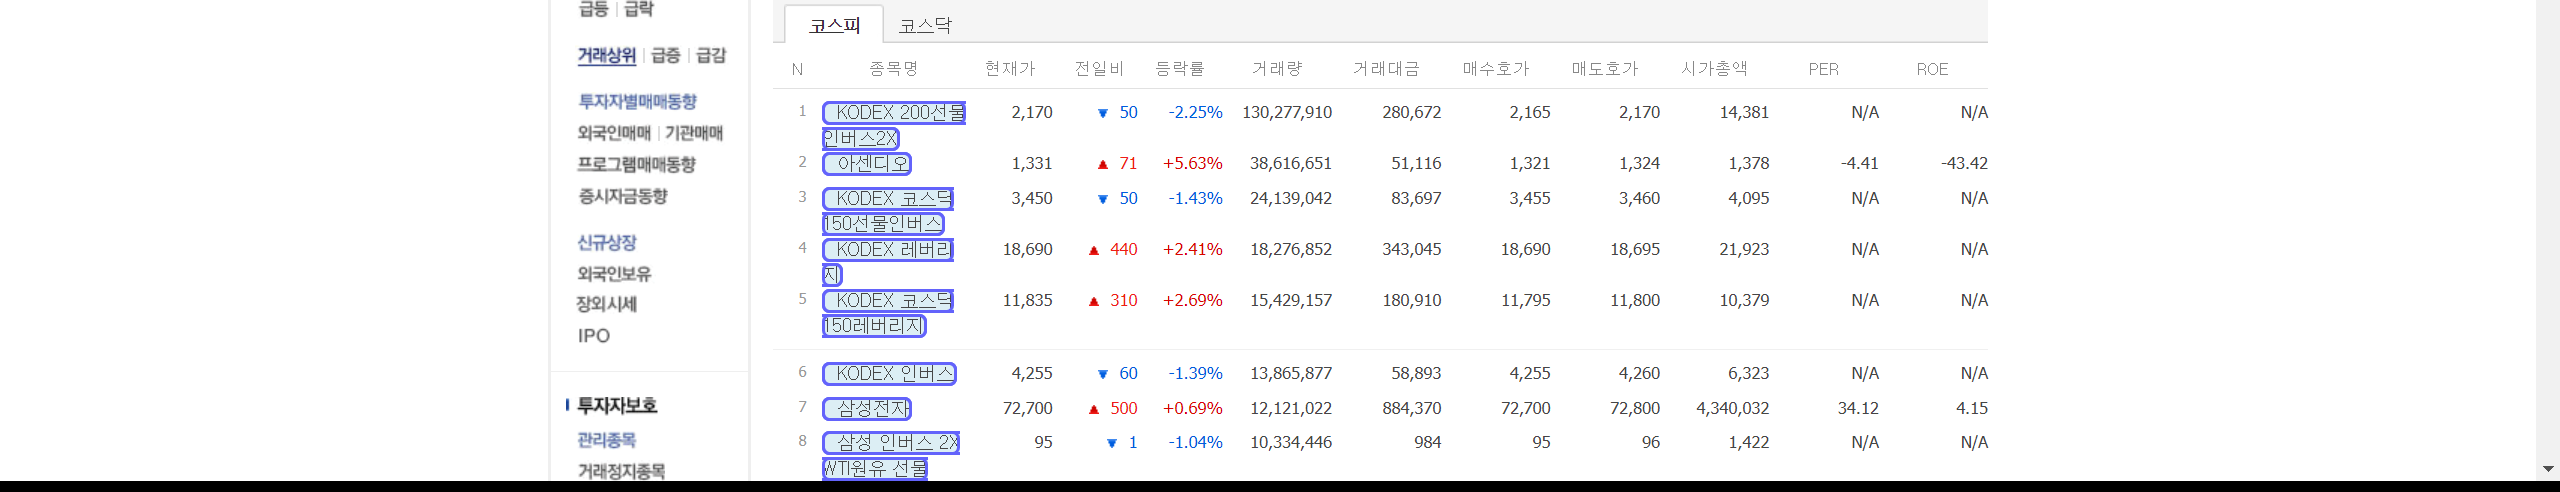 급등 | 급락
거래상위 | 급증 | 급감
투자자별매매동향
외국인매매 | 기관매매
프로그램매매동향
증시자금동향
신규상장
외국인보유
장외시세
IPO
투자자보호
관리종목
거래정지종목
코스피 코스닥
N 종목명 현재가 전일비 등락률 거래량 거래대금 매수호가 매도호가 시가총액 PER ROE
1 KODEX 200선물 2,170 ▼ 50 -2.25% 130,277,910 280,672 2,165 2,170 14,381 N/A N/A
인버스2X
2 아센디오 1,331 ▲ 71 +5.63% 38,616,651 51,116 1,321 1,324 1,378 -4.41 -43.42
3 KODEX 코스닥 3,450 ▼ 50 -1.43% 24,139,042 83,697 3,455 3,460 4,095 N/A N/A
150선물인버스
4 KODEX 레버리 18,690 ▲ 440 +2.41% 18,276,852 343,045 18,690 18,695 21,923 N/A N/A
지
5 KODEX 코스닥 11,835 ▲ 310 +2.69% 15,429,157 180,910 11,795 11,800 10,379 N/A N/A
150레버리지
6 KODEX 인버스 4,255 ▼ 60 -1.39% 13,865,877 58,893 4,255 4,260 6,323 N/A N/A
7 삼성전자 72,700 ▲ 500 +0.69% 12,121,022 884,370 72,700 72,800 4,340,032 34.12 4.15
8 삼성 인버스 2X 95 ▼ 1 -1.04% 10,334,446 984 95 96 1,422 N/A N/A
WTI원유 선물